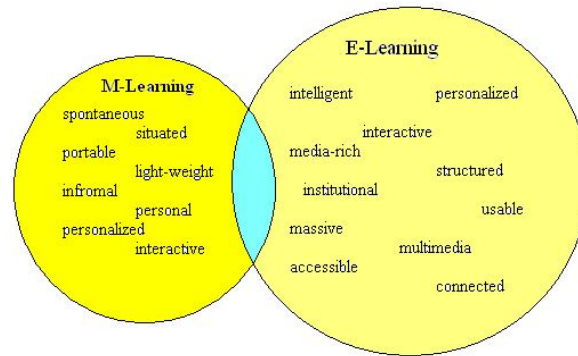 M-Learning
spontaneous
situated
portable
light-weight
infromal
personal
personalized
interactive
E-Learning
intelligent
personalized
interactive
media-rich
structured
institutional
usable
massive
multimedia
accessible
connected